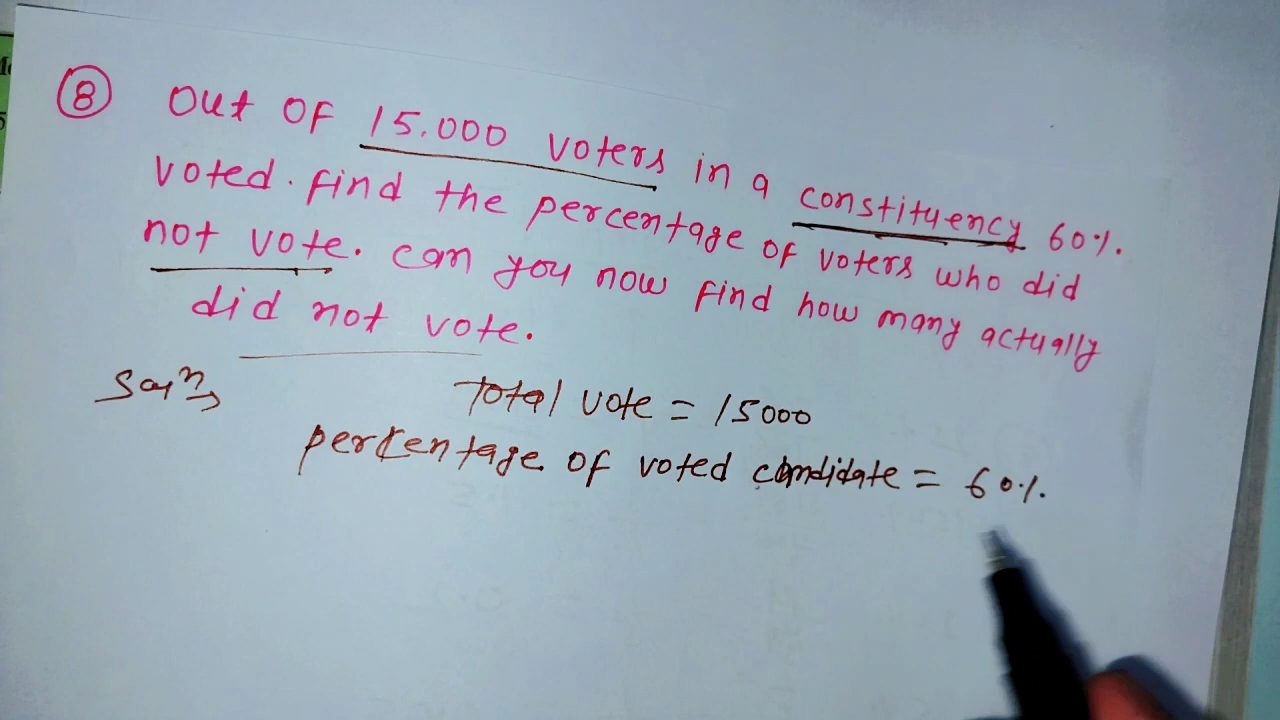 8 Out OF 15.000 voters in a constituency 60%.
voted. find the percentage of voters who did
not vote. can you now find how many actually
did not vote.
Total vote = 15000
percentage of voted candidate = 60%.